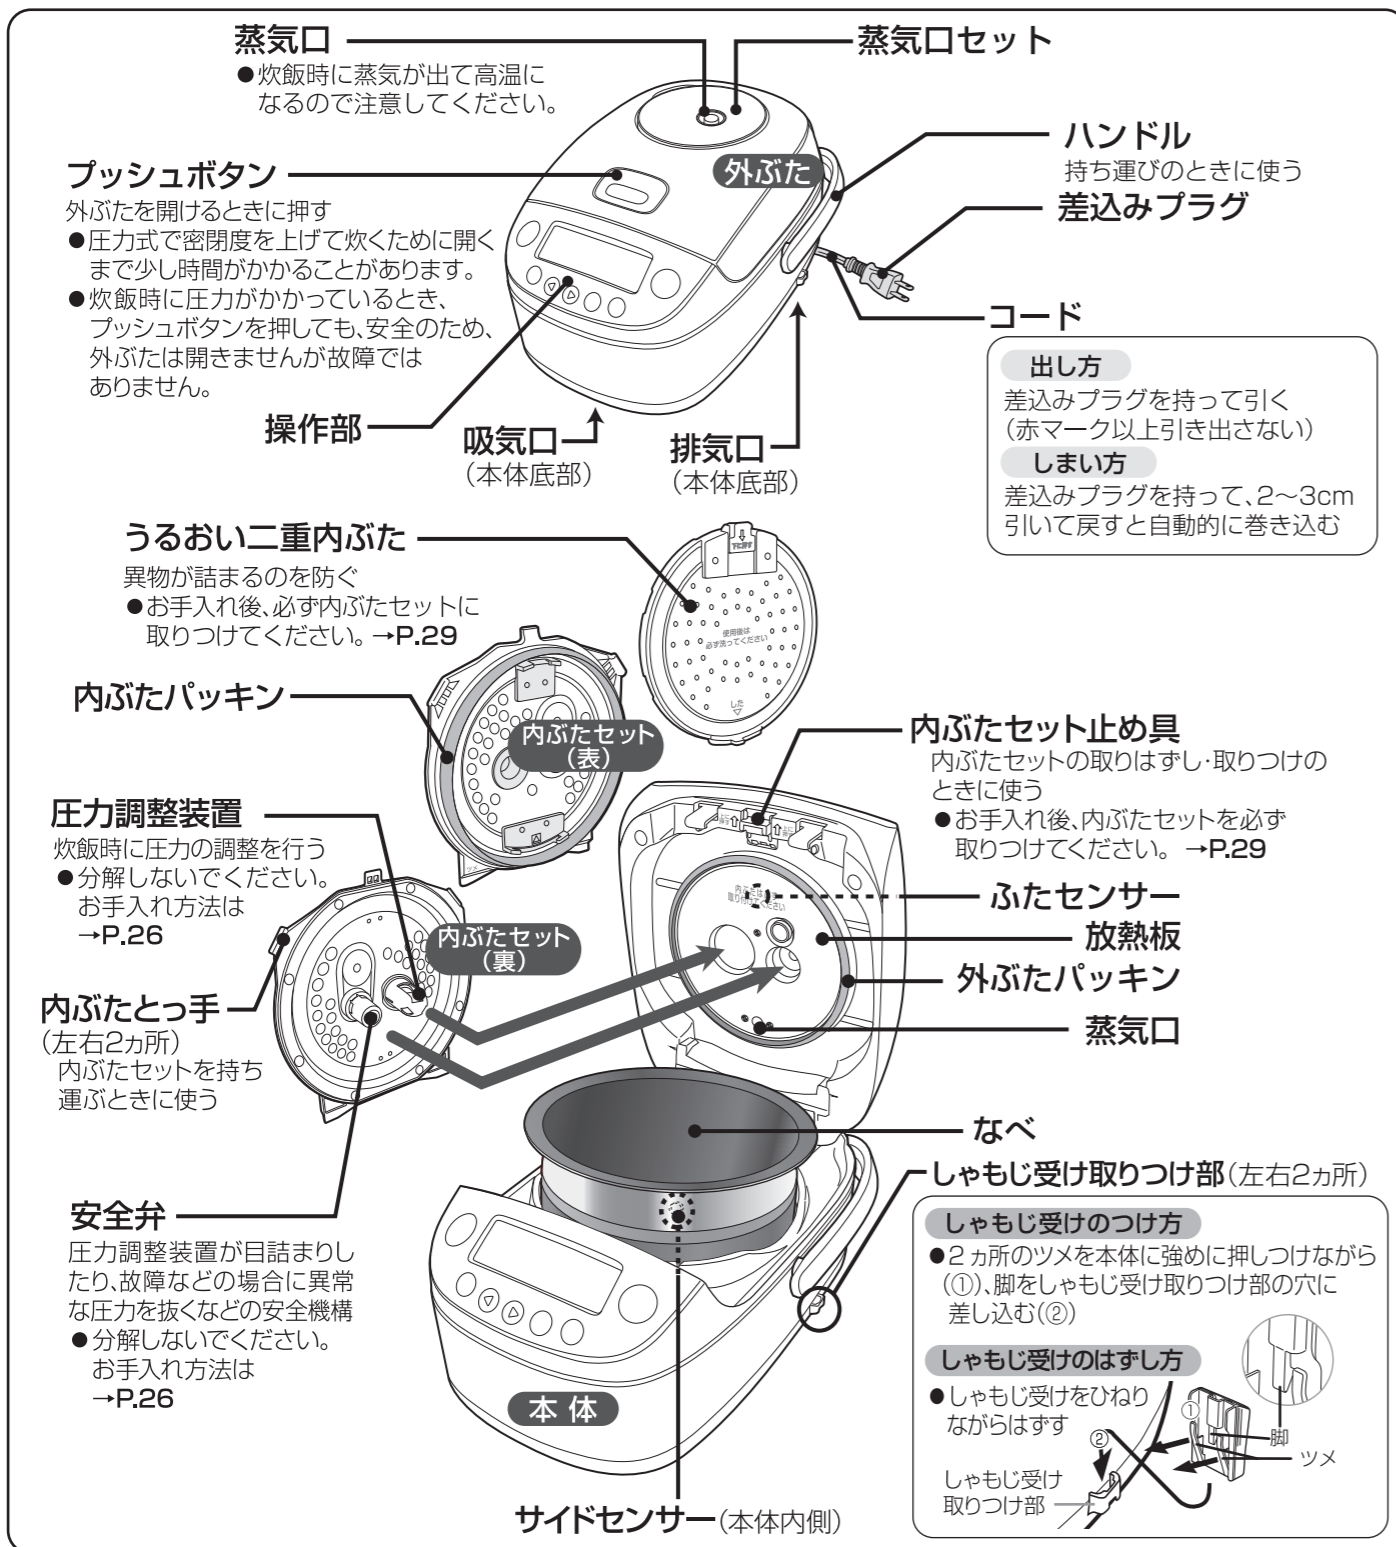 蒸気口
●炊飯時に蒸気が出て高温に
なるので注意してください。
蒸気口セット
ハンドル
持ち運びのときに使う
差込みプラグ
プッシュボタン
外ぶたを開けるときに押す
●圧力式で密閉度を上げて炊くために開く
まで少し時間がかかることがあります。
●炊飯時に圧力がかかっているとき、
プッシュボタンを押しても、安全のため、
外ぶたは開きませんが故障では
ありません。
外ぶた
コード
出し方
差込みプラグを持って引く
(赤マーク以上引き出さない)
しまい方
差込みプラグを持って、2〜3cm
引いて戻すと自動的に巻き込む
操作部
吸気口
(本体底部)
排気口
(本体底部)
うるおい二重内ぶた
異物が詰まるのを防ぐ
●お手入れ後、必ず内ぶたセットに
取りつけてください。→P.29
使用後は
必ず洗ってください
した
内ぶたパッキン
内ぶたセット
(表)
内ぶたセット止め具
内ぶたセットの取りはずし・取りつけの
ときに使う
●お手入れ後、内ぶたセットを必ず
取りつけてください。 →P.29
圧力調整装置
炊飯時に圧力の調整を行う
●分解しないでください。
お手入れ方法は
→P.26
内ぶたセット
(裏)
ふたセンサー
放熱板
外ぶたパッキン
蒸気口
内ぶたとっ手
(左右2ヵ所)
内ぶたセットを持ち
運ぶときに使う
なべ
しゃもじ受け取りつけ部(左右2ヵ所)
しゃもじ受けのつけ方
●2ヵ所のツメを本体に強めに押しつけながら
(①)、脚をしゃもじ受け取りつけ部の穴に
差し込む(②)
しゃもじ受けのはずし方
●しゃもじ受けをひねり
ながらはずす
①
②
脚
ツメ
しゃもじ受け
取りつけ部
安全弁
圧力調整装置が目詰まりし
たり、故障などの場合に異常
な圧力を抜くなどの安全機構
●分解しないでください。
お手入れ方法は
→P.26
本体
サイドセンサー(本体内側)